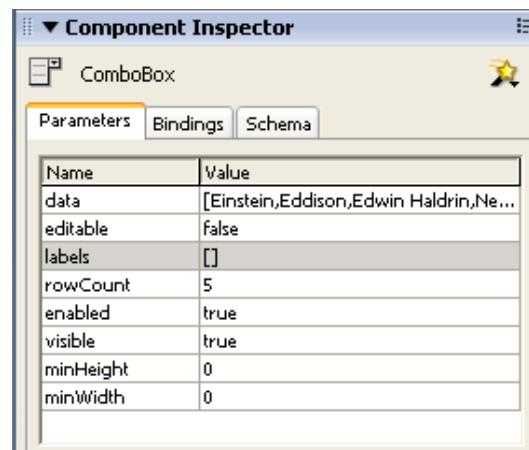 Component Inspector
ComboBox
Parameters Bindings Schema
Name Value
data [Einstein,Eddison,Edwin Haldrin,Ne...
editable false
labels []
rowCount 5
enabled true
visible true
minHeight 0
minWidth 0